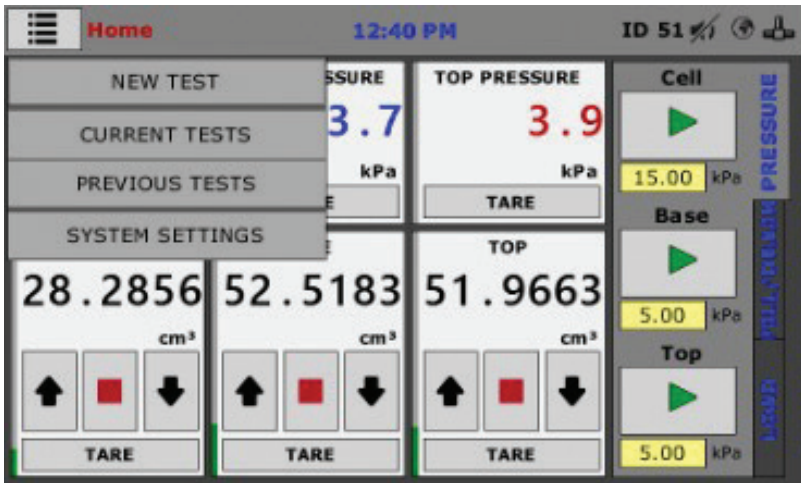 Home 12:40 PM ID 51
NEW TEST
CURRENT TESTS
PREVIOUS TESTS
SYSTEM SETTINGS
SSURE
3.7
kPa
TOP PRESSURE
3.9
kPa
TARE
28.2856
cm³
TARE
52.5183
cm³
TARE
TOP
51.9663
cm³
TARE
Cell
15.00 kPa
Base
5.00 kPa
Top
5.00 kPa
PRESSURE